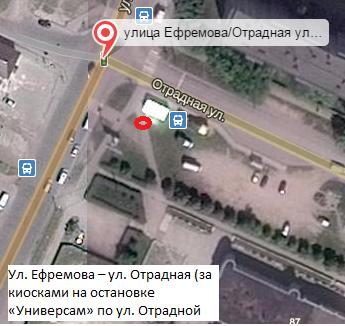 улица Ефремова/Отрадная ул...
Отрадная ул.
Ул. Ефремова – ул. Отрадная (за
киосками на остановке
«Универсам» по ул. Отрадной
87